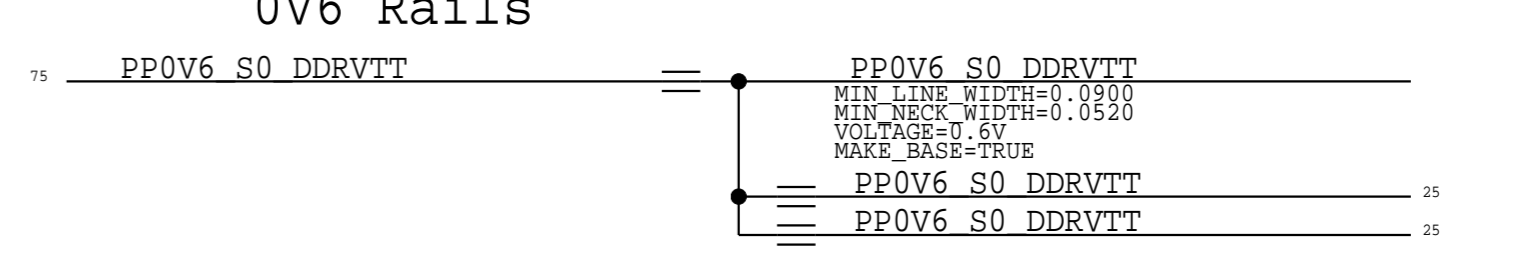 0V6 Rails
75 PP0V6_S0_DDRVTT PP0V6_S0_DDRVTT
MIN_LINE_WIDTH=0.0900
MIN_NECK_WIDTH=0.0520
VOLTAGE=0.6V
MAKE_BASE=TRUE
PP0V6_S0_DDRVTT 25
PP0V6_S0_DDRVTT 25